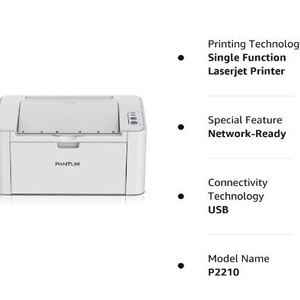 Printing Technolog
Single Function
Laserjet Printer
Special Feature
Network-Ready
PANTUM
Connectivity
Technology
USB
Model Name
P2210